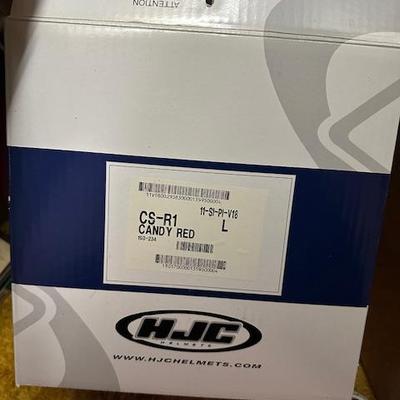 ATTENTION
11-SI-PI-V18
CS-R1
L
CANDY RED
150-234
HJC
HELMETS
WWW.HJCHELMETS.COM